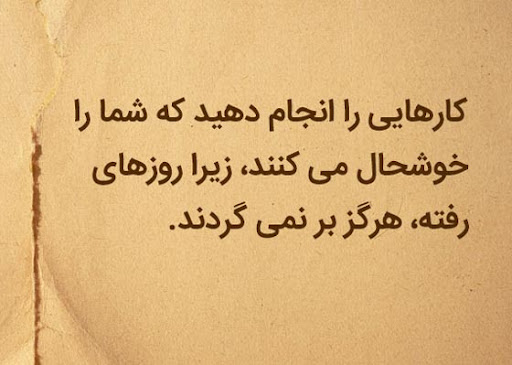 کارهایی را انجام دهید که شما را
خوشحال می کنند، زیرا روزهای
رفته، هرگز بر نمی گردند.